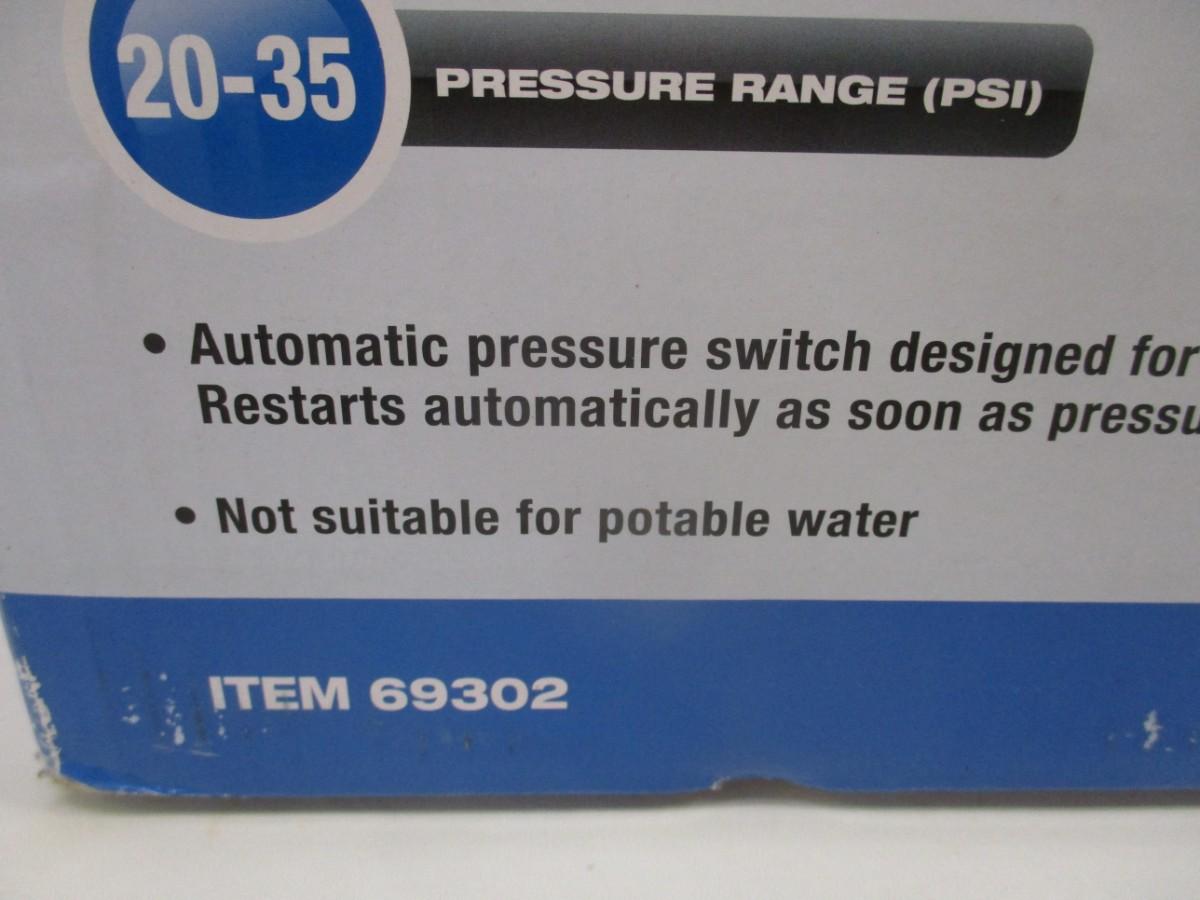 20-35 PRESSURE RANGE (PSI)
• Automatic pressure switch designed for
Restarts automatically as soon as
• Not suitable for potable water
ITEM 69302